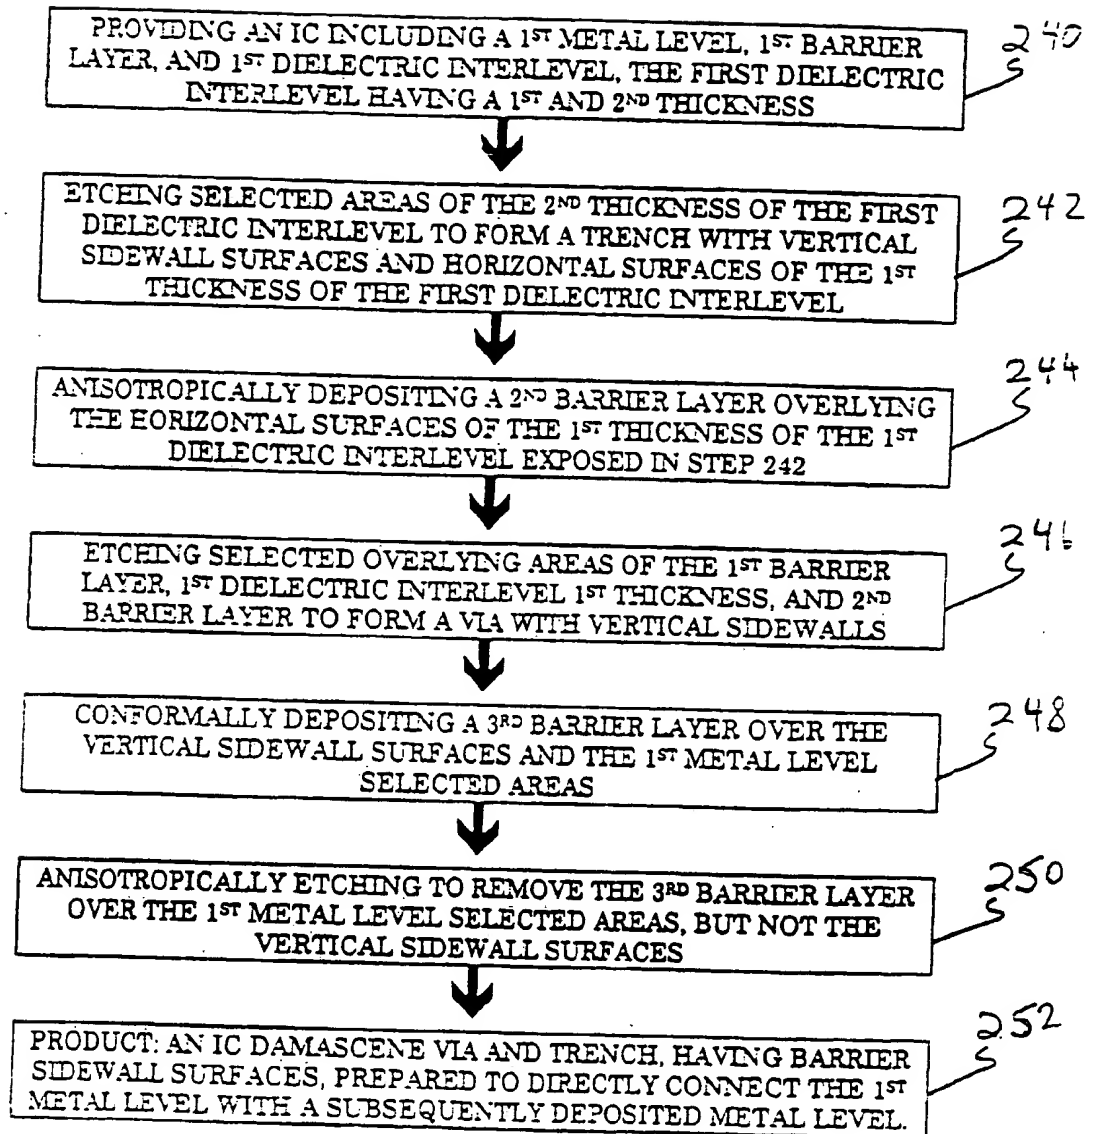 PROVIDING AN IC INCLUDING A 1ST METAL LEVEL, 1ST BARRIER
LAYER, AND 1ST DIELECTRIC INTERLEVEL, THE FIRST DIELECTRIC
INTERLEVEL HAVING A 1ST AND 2ND THICKNESS
240
ETCHING SELECTED AREAS OF THE 2ND THICKNESS OF THE FIRST
DIELECTRIC INTERLEVEL TO FORM A TRENCH WITH VERTICAL
SIDEWALL SURFACES AND HORIZONTAL SURFACES OF THE 1ST
THICKNESS OF THE FIRST DIELECTRIC INTERLEVEL
242
ANISOTROPICALLY DEPOSITING A 2ND BARRIER LAYER OVERLYING
THE HORIZONTAL SURFACES OF THE 1ST THICKNESS OF THE 1ST
DIELECTRIC INTERLEVEL EXPOSED IN STEP 242
244
ETCHING SELECTED OVERLYING AREAS OF THE 1ST BARRIER
LAYER, 1ST DIELECTRIC INTERLEVEL 1ST THICKNESS, AND 2ND
BARRIER LAYER TO FORM A VIA WITH VERTICAL SIDEWALLS
246
CONFORMALLY DEPOSITING A 3RD BARRIER LAYER OVER THE
VERTICAL SIDEWALL SURFACES AND THE 1ST METAL LEVEL
SELECTED AREAS
248
ANISOTROPICALLY ETCHING TO REMOVE THE 3RD BARRIER LAYER
OVER THE 1ST METAL LEVEL SELECTED AREAS, BUT NOT THE
VERTICAL SIDEWALL SURFACES
250
PRODUCT: AN IC DAMASCENE VIA AND TRENCH, HAVING BARRIER
SIDEWALL SURFACES, PREPARED TO DIRECTLY CONNECT THE 1ST
METAL LEVEL WITH A SUBSEQUENTLY DEPOSITED METAL LEVEL.
252